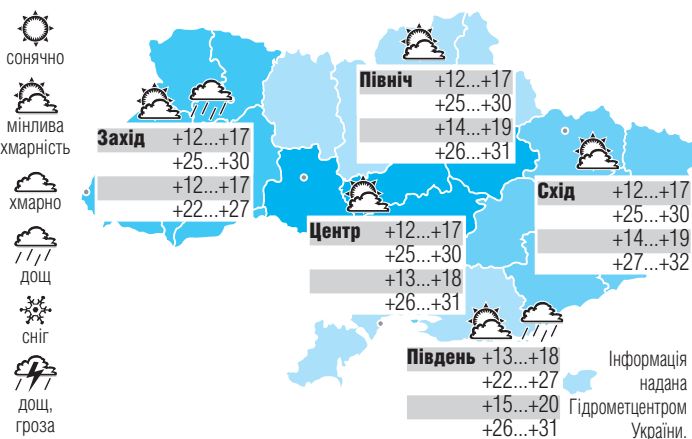 сонячно
мінлива
хмарність
хмарно
дощ
сніг
дощ,
гроза
Північ +12...+17
+25...+30
+14...+19
+26...+31
Захід +12...+17
+25...+30
+12...+17
+22...+27
Схід +12...+17
+25...+30
+14...+19
+27...+32
Центр +12...+17
+25...+30
+13...+18
+26...+31
Південь +13...+18
+22...+27
+15...+20
+26...+31
Інформація
надана
Гідрометцентром
України.